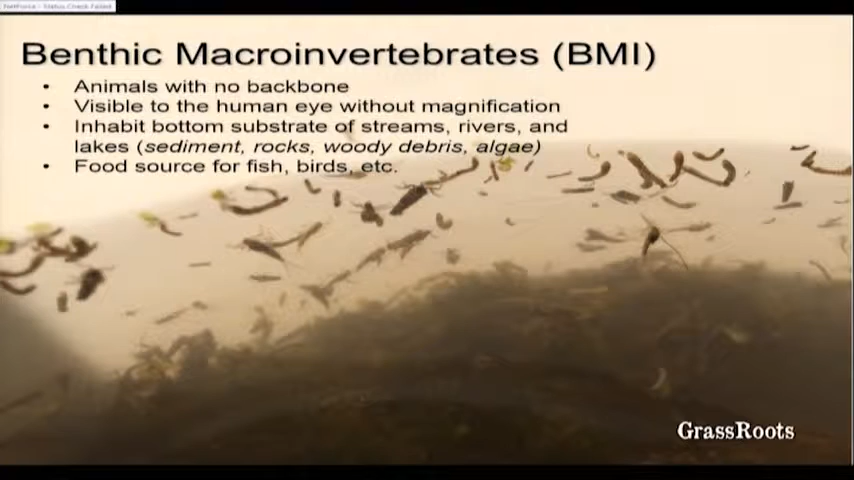 Benthic Macroinvertebrates (BMI)
• Animals with no backbone
• Visible to the human eye without magnification
• Inhabit bottom substrate of streams, rivers, and
lakes (sediment, rocks, woody debris, algae)
• Food source for fish, birds, etc.
GrassRoots